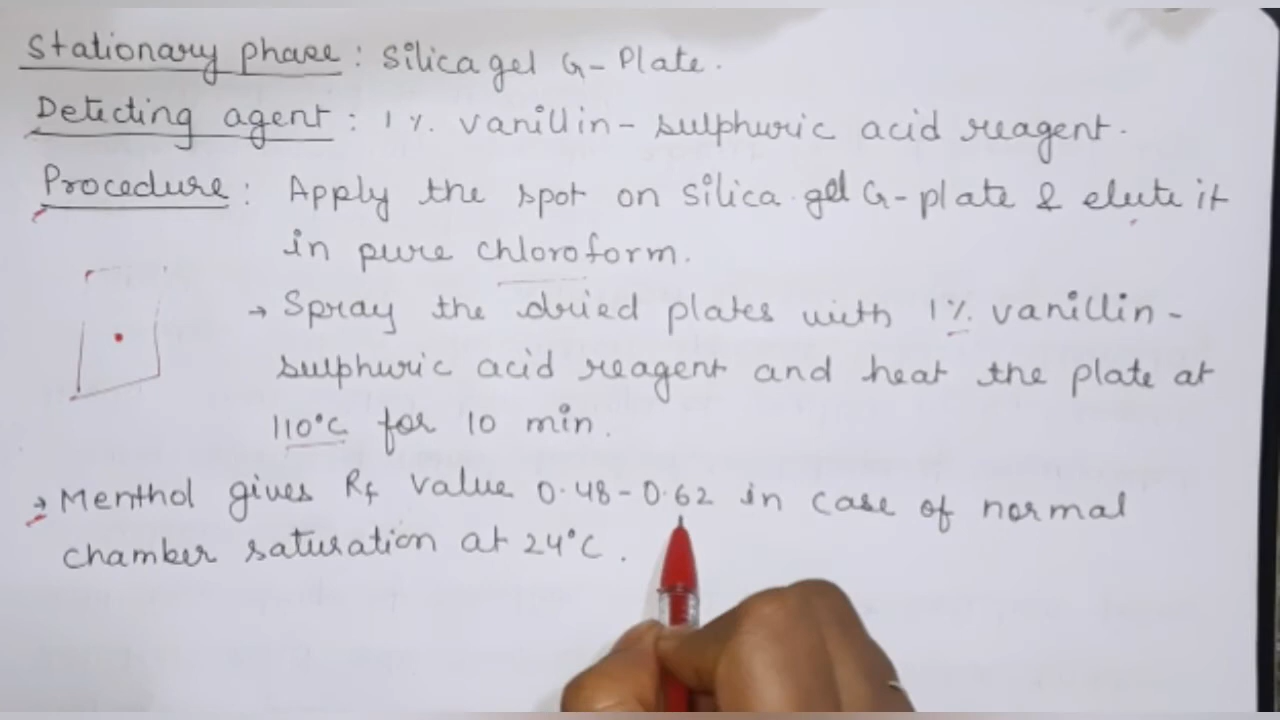 Stationary phase : Silica gel G-Plate.
Detecting agent : 1 % vanillin - sulphuric acid reagent.
Procedure : Apply the spot on silica gel G-plate & elute it
in pure chloroform.
→ Spray the dried plates with 1% vanillin -
sulphuric acid reagent and heat the plate at
110°C for 10 min.
→ Menthol gives Rf value 0.48-0.62 in case of normal
chamber saturation at 24°C.